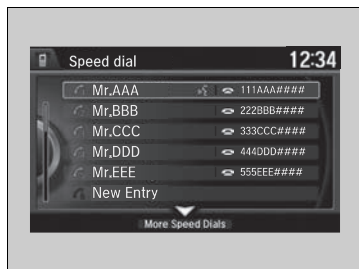 Speed dial 12:34
Mr.AAA 111AAA####
Mr.BBB 222BBB####
Mr.CCC 333CCC####
Mr.DDD 444DDD####
Mr.EEE 555EEE####
New Entry
More Speed Dials